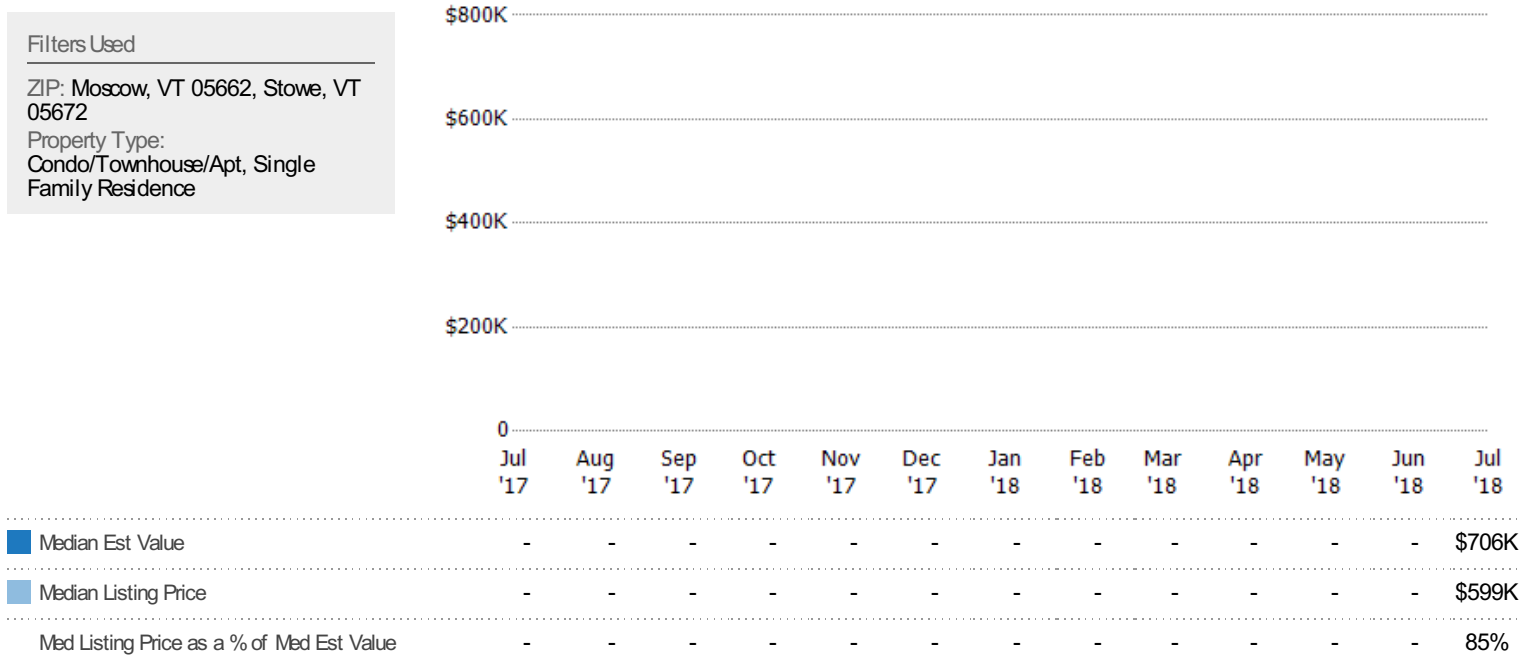 Filters Used
ZIP: Moscow, VT 05662, Stowe, VT
05672
Property Type:
Condo/Townhouse/Apt, Single
Family Residence
$800K
$600K
$400K
$200K
0
Jul Aug Sep Oct Nov Dec Jan Feb Mar Apr May Jun Jul
'17 '17 '17 '17 '17 '17 '18 '18 '18 '18 '18 '18 '18
Median Est Value - - - - - - - - - - - - $706K
Median Listing Price - - - - - - - - - - - - $599K
Med Listing Price as a % of Med Est Value - - - - - - - - - - - - 85%